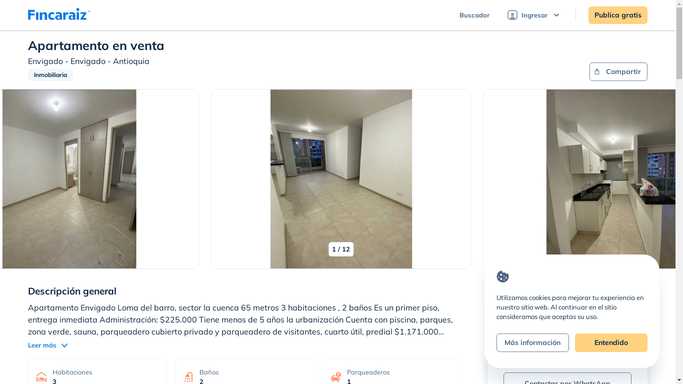 Fincaraiz
Buscador
Ingresar
Publica gratis
Apartamento en venta
Envigado - Envigado - Antioquia
Inmobiliaria
Compartir
1 / 12
Descripción general
Apartamento Envigado Loma del barro, sector la cuenca 65 metros 3 habitaciones , 2 baños Es un primer piso,
entrega inmediata Administración: $225.000 Tiene menos de 5 años la urbanización Cuenta con piscina, parques,
zona verde, sauna, parqueadero cubierto privado y parqueadero de visitantes, cuarto útil, predial $1,171,000...
Leer más
Habitaciones
3
Baños
2
Parqueaderos
1
Utilizamos cookies para mejorar tu experiencia en
nuestro sitio web. Al continuar en el sitio
consideramos que aceptas su uso.
Más información
Entendido
Contactar por WhatsApp